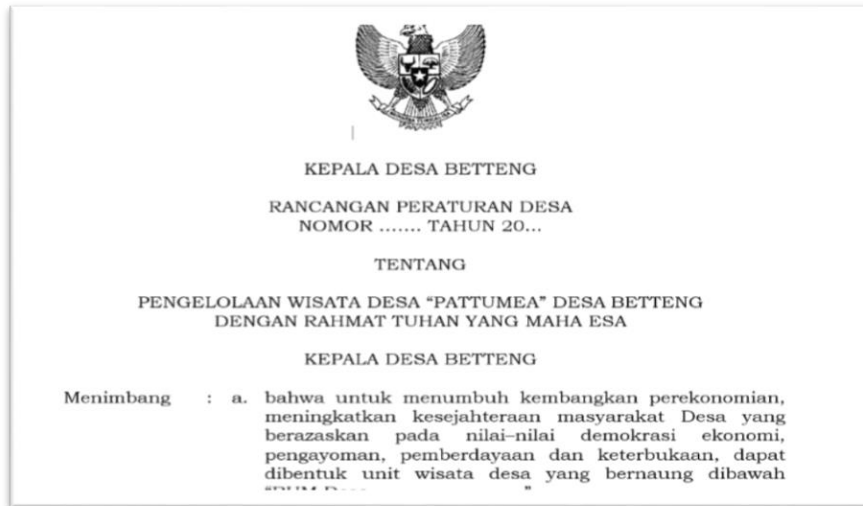 KEPALA DESA BETTENG
RANCANGAN PERATURAN DESA
NOMOR ....... TAHUN 20...
TENTANG
PENGELOLAAN WISATA DESA “PATTUMEA” DESA BETTENG
DENGAN RAHMAT TUHAN YANG MAHA ESA
KEPALA DESA BETTENG
Menimbang : a. bahwa untuk menumbuh kembangkan perekonomian,
meningkatkan kesejahteraan masyarakat Desa yang
berazaskan pada nilai–nilai demokrasi ekonomi,
pengayoman, pemberdayaan dan keterbukaan, dapat
dibentuk unit wisata desa yang bernaung dibawah